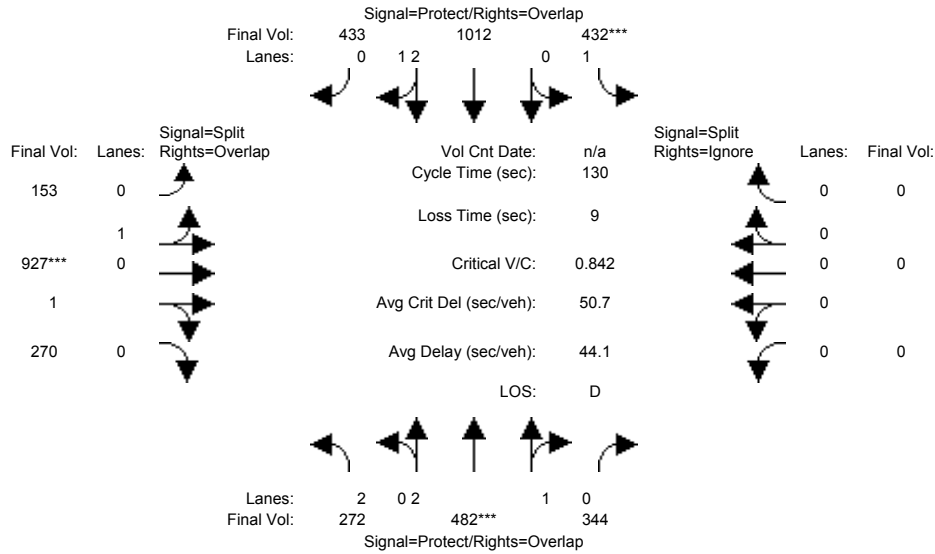 Signal=Protect/Rights=Overlap
Final Vol: 433 1012 432***
Lanes: 0 1 2 0 1
Signal=Split Signal=Split
Final Vol: Lanes: Rights=Overlap Vol Cnt Date: n/a Rights=Ignore Lanes: Final Vol:
Cycle Time (sec): 130
153 0 0 0
Loss Time (sec): 9
1 0
927*** 0 Critical V/C: 0.842 0 0
1 Avg Crit Del (sec/veh): 50.7 0
270 0 Avg Delay (sec/veh): 44.1 0 0
LOS: D
Lanes: 2 0 2 1 0
Final Vol: 272 482*** 344
Signal=Protect/Rights=Overlap